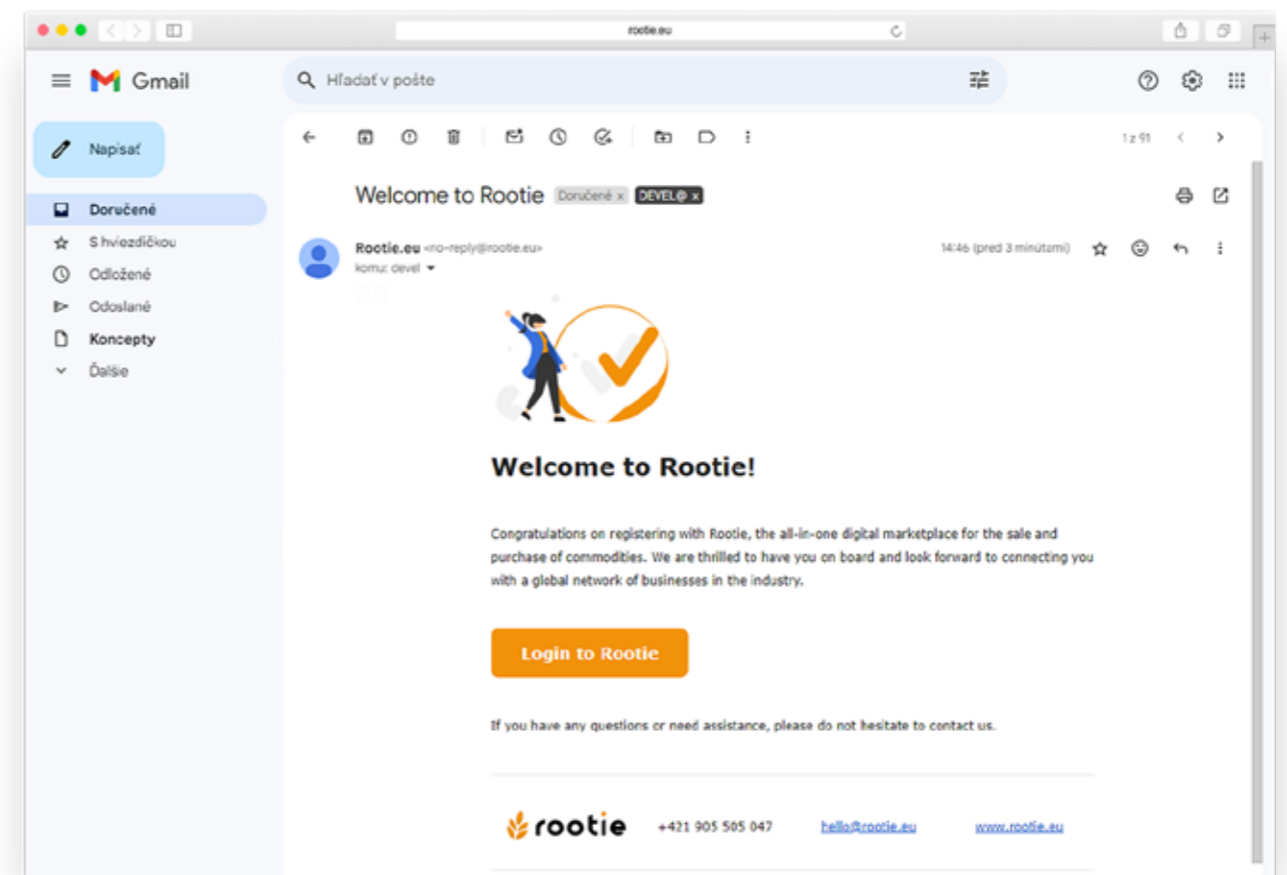 rootie.eu
Gmail
Hľadať v pošte
Napísať
1 z 91
Doručené
S hviezdičkou
Odložené
Odoslané
Koncepty
Ďalšie
Welcome to Rootie Doručené x DEVEL@ x
Rootie.eu <no-reply@rootie.eu>
14:46 (pred 3 minútami)
komu: devel
Welcome to Rootie!
Congratulations on registering with Rootie, the all-in-one digital marketplace for the sale and
purchase of commodities. We are thrilled to have you on board and look forward to connecting you
with a global network of businesses in the industry.
Login to Rootie
If you have any questions or need assistance, please do not hesitate to contact us.
rootie +421 905 505 047 hello@rootie.eu www.rootie.eu